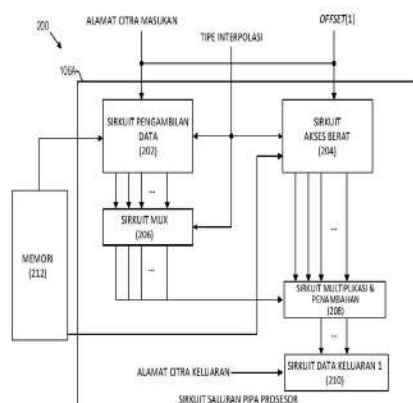 ALAMAT CITRA MASUKAN
OFFSET(1)
200
TIPE INTERPOLASI
106A
SIRKUIT PENGAMBILAN
DATA
(202)
SIRKUIT
AKSES BERAT
(204)
...
SIRKUIT MUX
(206)
...
...
MEMORI
(212)
SIRKUIT MULTIPLIKASI &
PENAMBAHAN
(208)
...
ALAMAT CITRA KELUARAN
SIRKUIT DATA KELUARAN 1
(210)
SIRKUIT SALURAN PIPA PROSESOR